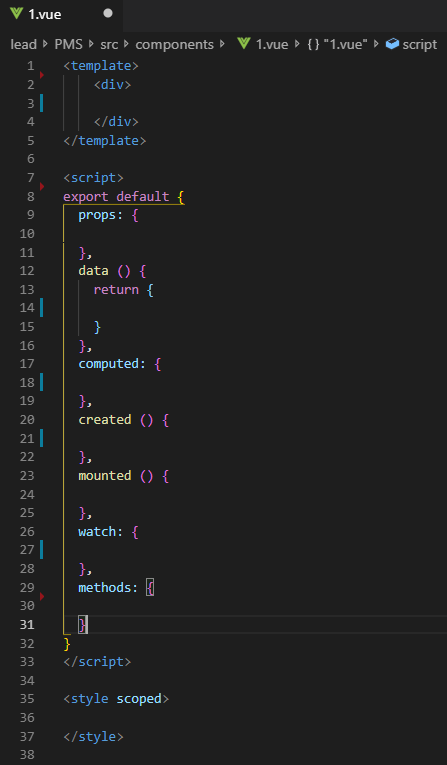 1.vue
lead PMS src components 1.vue {} "1.vue" script
1 <template>
2 <div>
3
4 </div>
5 </template>
6
7 <script>
8 export default {
9 props: {
10
11 },
12 data () {
13 return {
14
15 }
16 },
17 computed: {
18
19 },
20 created () {
21
22 },
23 mounted () {
24
25 },
26 watch: {
27
28 },
29 methods: {
30
31 }
32 }
33 </script>
34
35 <style scoped>
36
37 </style>
38